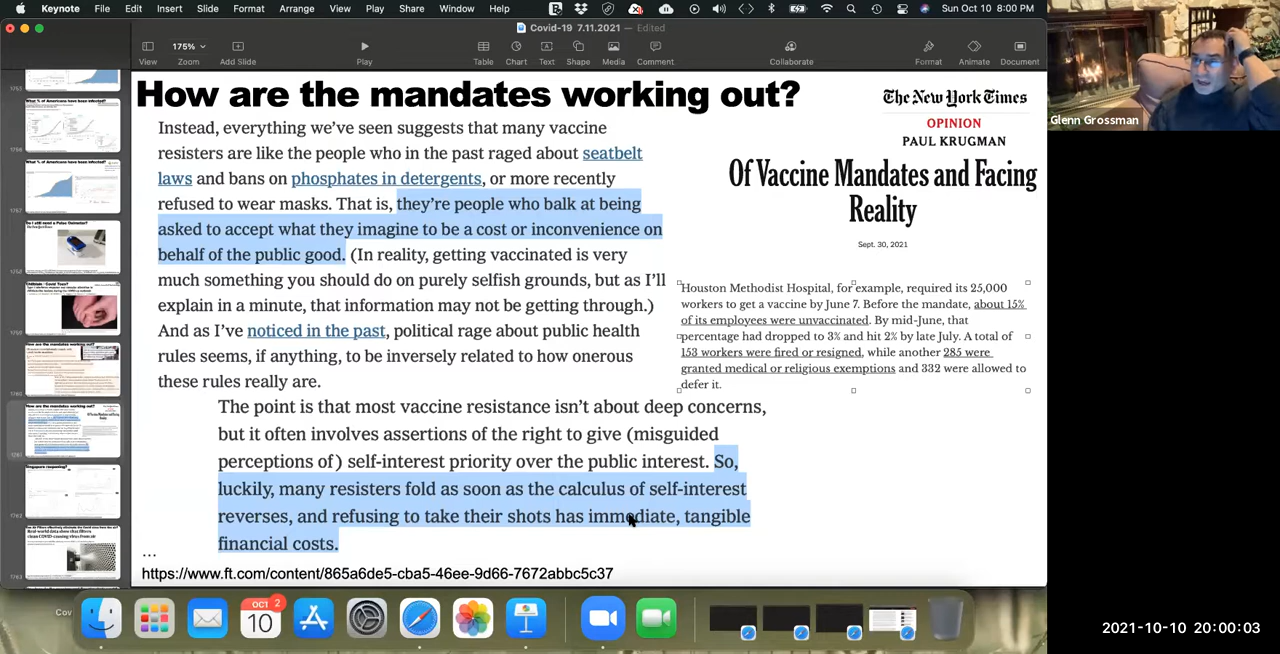 Keynote File Edit Insert Slide Format Arrange View Play Share Window Help Sun Oct 10 8:00 PM
Covid-19 7.11.2021 — Edited
175%
View Zoom Add Slide Play Table Chart Text Shape Media Comment Collaborate Format Animate Document
How are the mandates working out?
The New York Times
OPINION
PAUL KRUGMAN
Of Vaccine Mandates and Facing
Reality
Sept. 30, 2021
Instead, everything we've seen suggests that many vaccine
resisters are like the people who in the past raged about seatbelt
laws and bans on phosphates in detergents, or more recently
refused to wear masks. That is, they're people who balk at being
asked to accept what they imagine to be a cost or inconvenience on
behalf of the public good. (In reality, getting vaccinated is very
much something you should do on purely selfish grounds, but as I'll
explain in a minute, that information may not be getting through.)
And as I've noticed in the past, political rage about public health
rules seems, if anything, to be inversely related to how onerous
these rules really are.
Houston Methodist Hospital, for example, required its 25,000
workers to get a vaccine by June 7. Before the mandate, about 15%
of its employees were unvaccinated. By mid-June, that
percentage had dropped to 3% and hit 2% by late July. A total of
153 workers were fired or resigned, while another 285 were
granted medical or religious exemptions and 332 were allowed to
defer it.
The point is that most vaccine resistance isn't about deep concerns,
but it often involves assertions of the right to give (misguided
perceptions of) self-interest priority over the public interest. So,
luckily, many resisters fold as soon as the calculus of self-interest
reverses, and refusing to take their shots has immediate, tangible
financial costs.
...
https://www.ft.com/content/865a6de5-cba5-46ee-9d66-7672abbc5c37
Glenn Grossman
Cov
OCT
2
10
2021-10-10 20:00:03